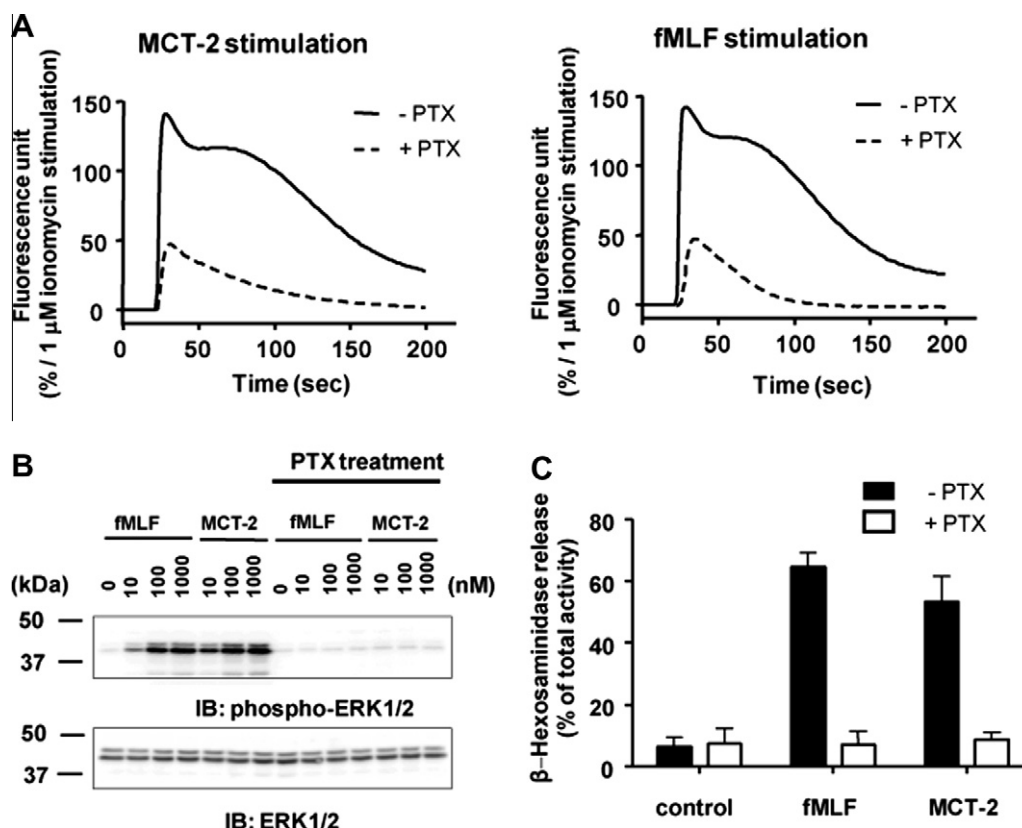 A
MCT-2 stimulation
Fluorescence unit
(% / 1 μM ionomycin stimulation)
150
100
50
0
- PTX
+ PTX
0 50 100 150 200
Time (sec)
fMLF stimulation
Fluorescence unit
(% / 1 μM ionomycin stimulation)
150
100
50
0
- PTX
+ PTX
0 50 100 150 200
Time (sec)
B
PTX treatment
fMLF MCT-2 fMLF MCT-2
(kDa) 0 10 100 1000 10 100 1000 0 10 100 1000 10 100 1000 (nM)
50
37
IB: phospho-ERK1/2
50
37
IB: ERK1/2
C
- PTX
+ PTX
β-Hexosaminidase release
(% of total activity)
80
60
40
20
0
control fMLF MCT-2